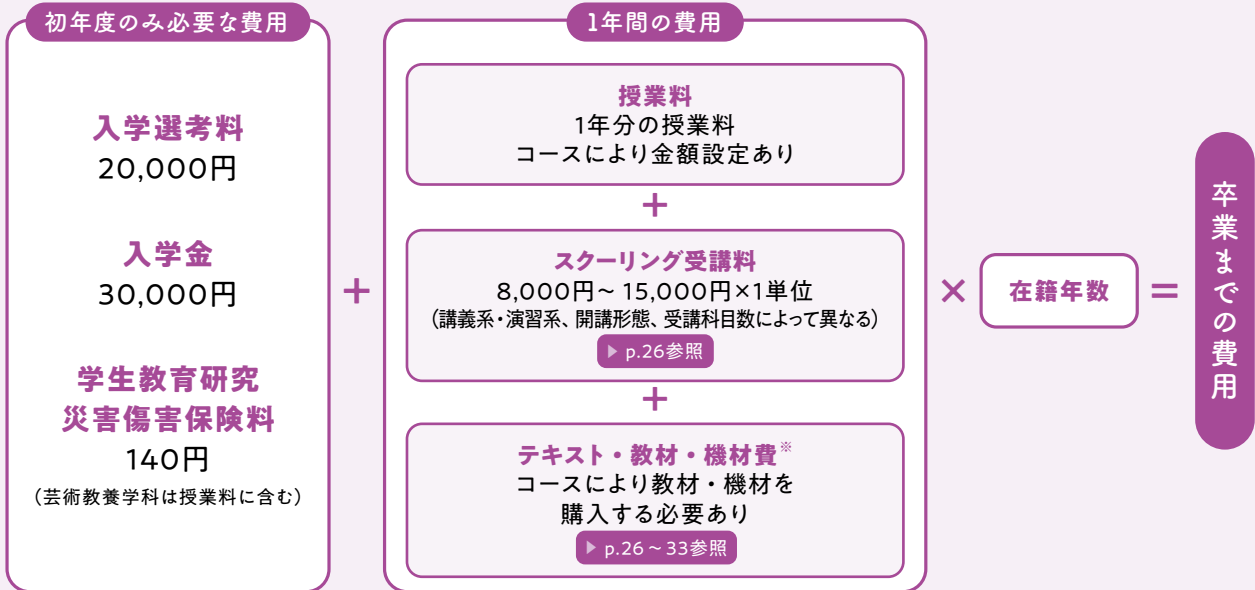 初年度のみ必要な費用
入学選考料
20,000円
入学金
30,000円
学生教育研究
災害傷害保険料
140円
(芸術教養学科は授業料に含む)
+
1年間の費用
授業料
1年分の授業料
コースにより金額設定あり
+
スクーリング受講料
8,000円~15,000円×1単位
(講義系・演習系、開講形態、受講科目数によって異なる)
▶ p.26参照
+
テキスト・教材・機材費※
コースにより教材・機材を
購入する必要あり
▶ p.26~33参照
×
在籍年数
=
卒業までの費用